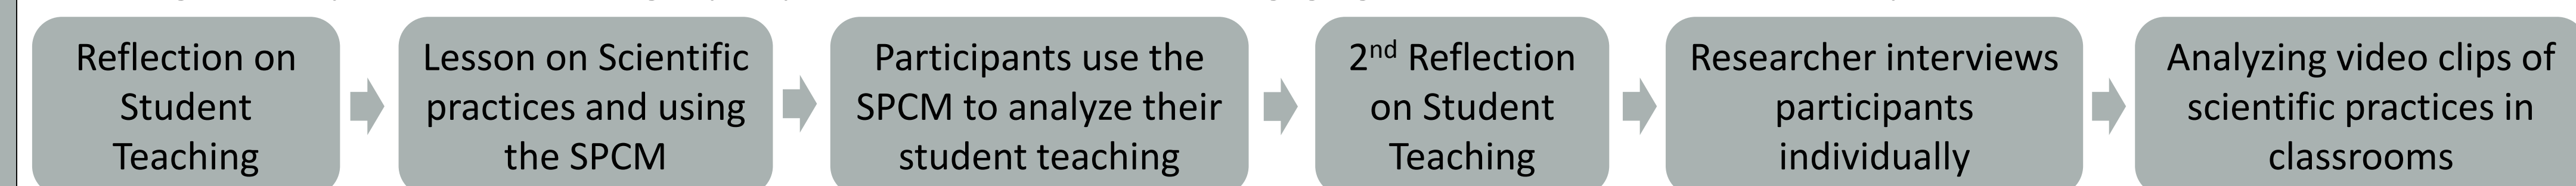 Reflection on
Student
Teaching
Lesson on Scientific
practices and using
the SPCM
Participants use the
SPCM to analyze their
student teaching
2nd Reflection
on Student
Teaching
Researcher interviews
participants
individually
Analyzing video clips of
scientific practices in
classrooms